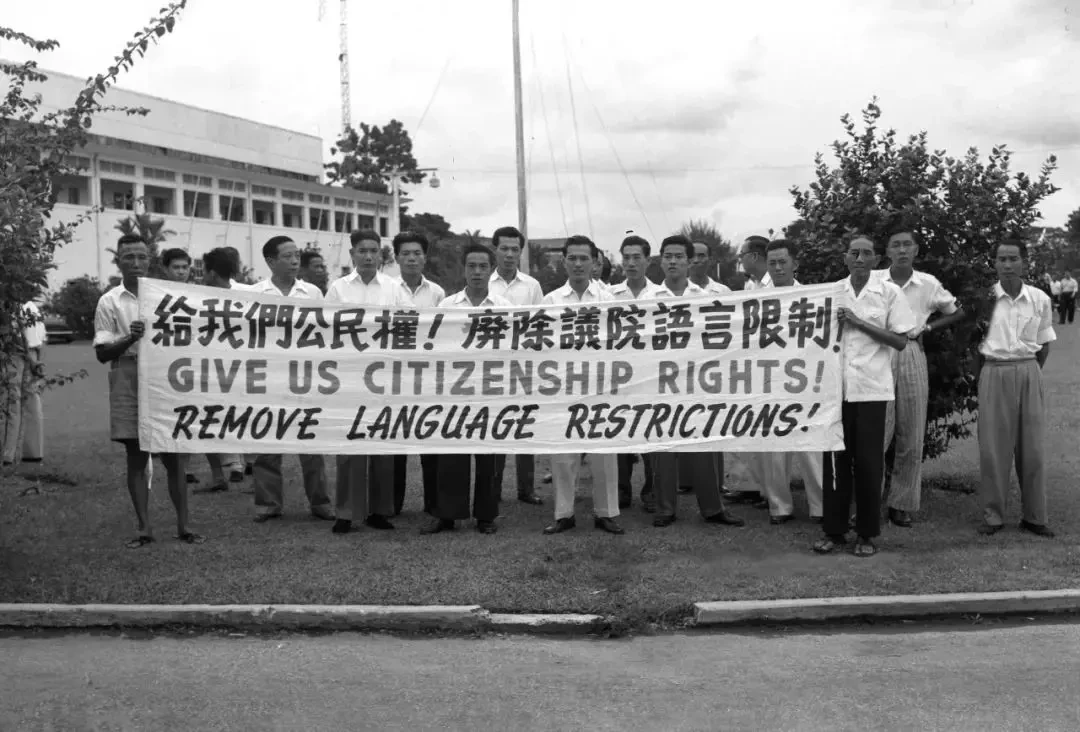 給我們公民權！廢除議院語言限制！
GIVE US CITIZENSHIP RIGHTS!
REMOVE LANGUAGE RESTRICTIONS!